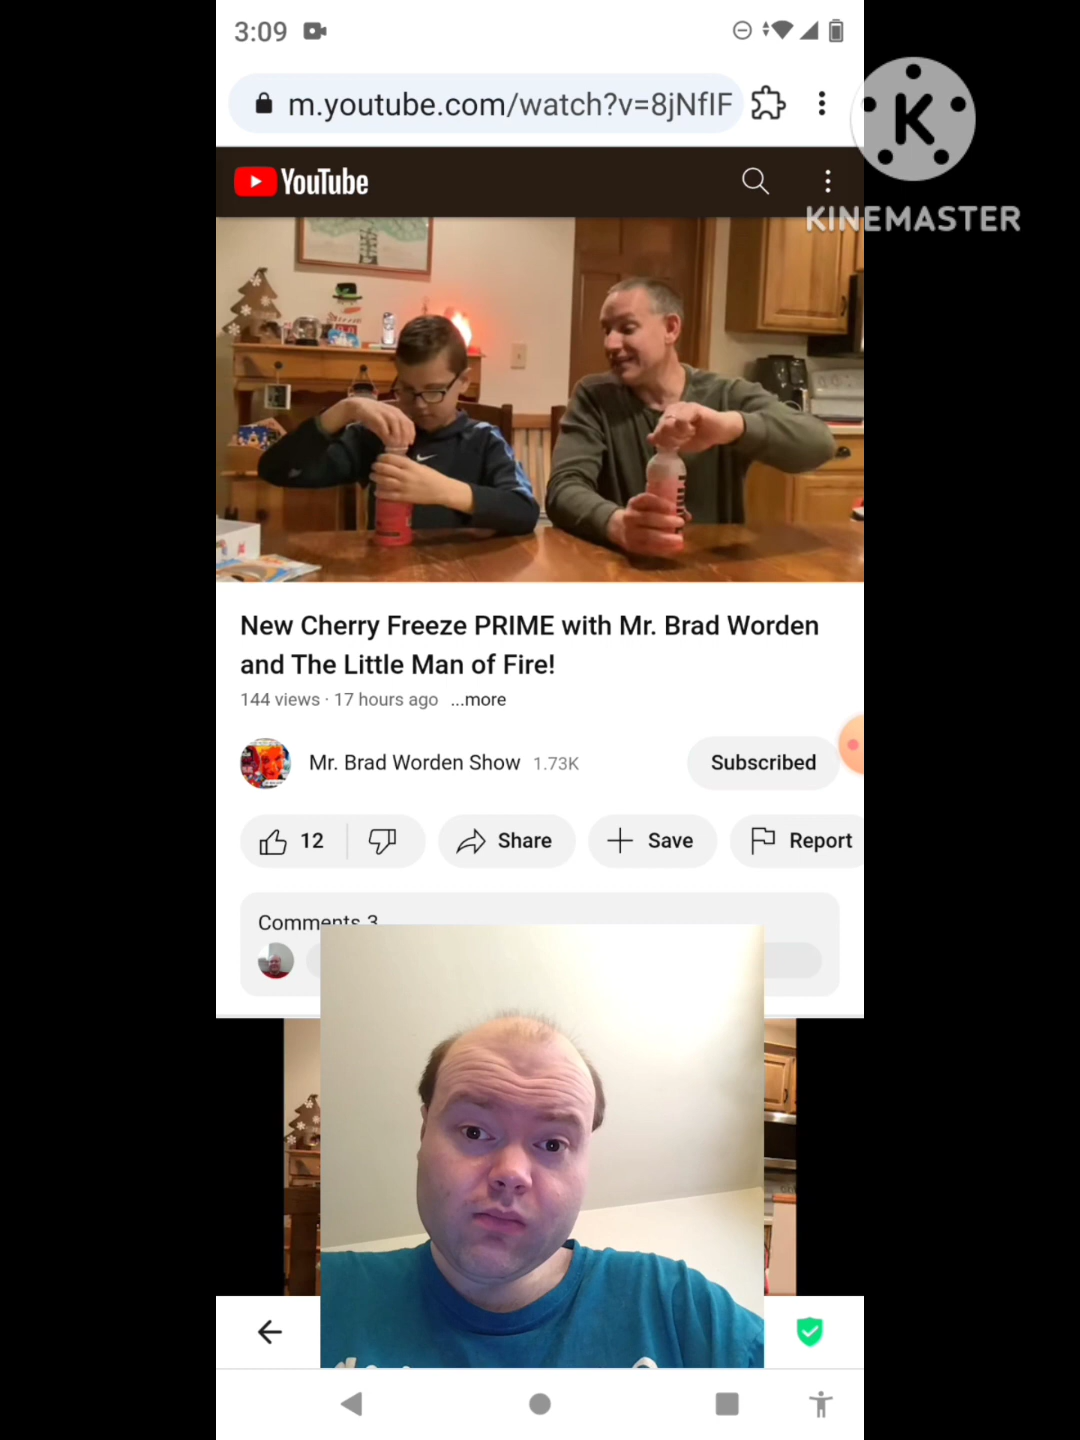 3:09
m.youtube.com/watch?v=8jNfIF
K
KINEMASTER
YouTube
New Cherry Freeze PRIME with Mr. Brad Worden
and The Little Man of Fire!
144 views · 17 hours ago ...more
Mr. Brad Worden Show 1.73K
Subscribed
12
Share
Save
Report
Comments 3